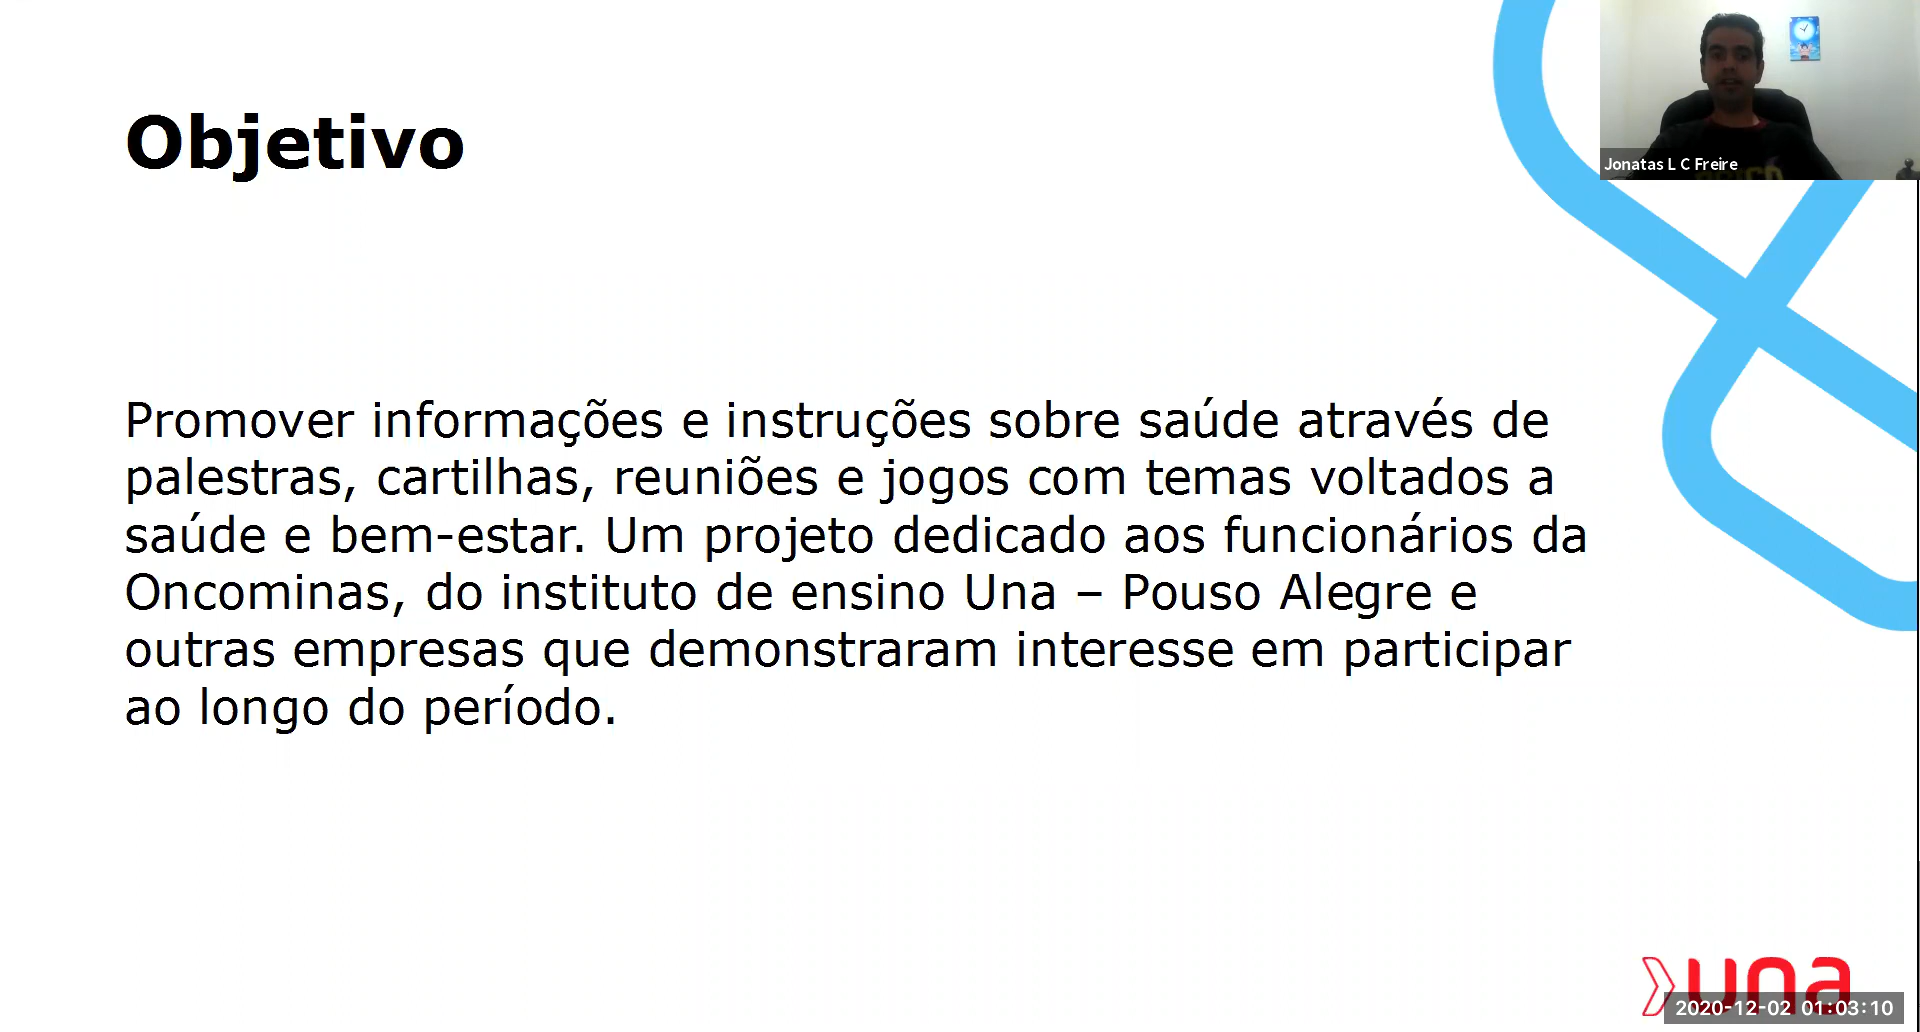 Objetivo
Jonatas L C Freire
Promover informações e instruções sobre saúde através de
palestras, cartilhas, reuniões e jogos com temas voltados a
saúde e bem-estar. Um projeto dedicado aos funcionários da
Oncominas, do instituto de ensino Una – Pouso Alegre e
outras empresas que demonstraram interesse em participar
ao longo do período.
una
2020-12-02 01:03:10